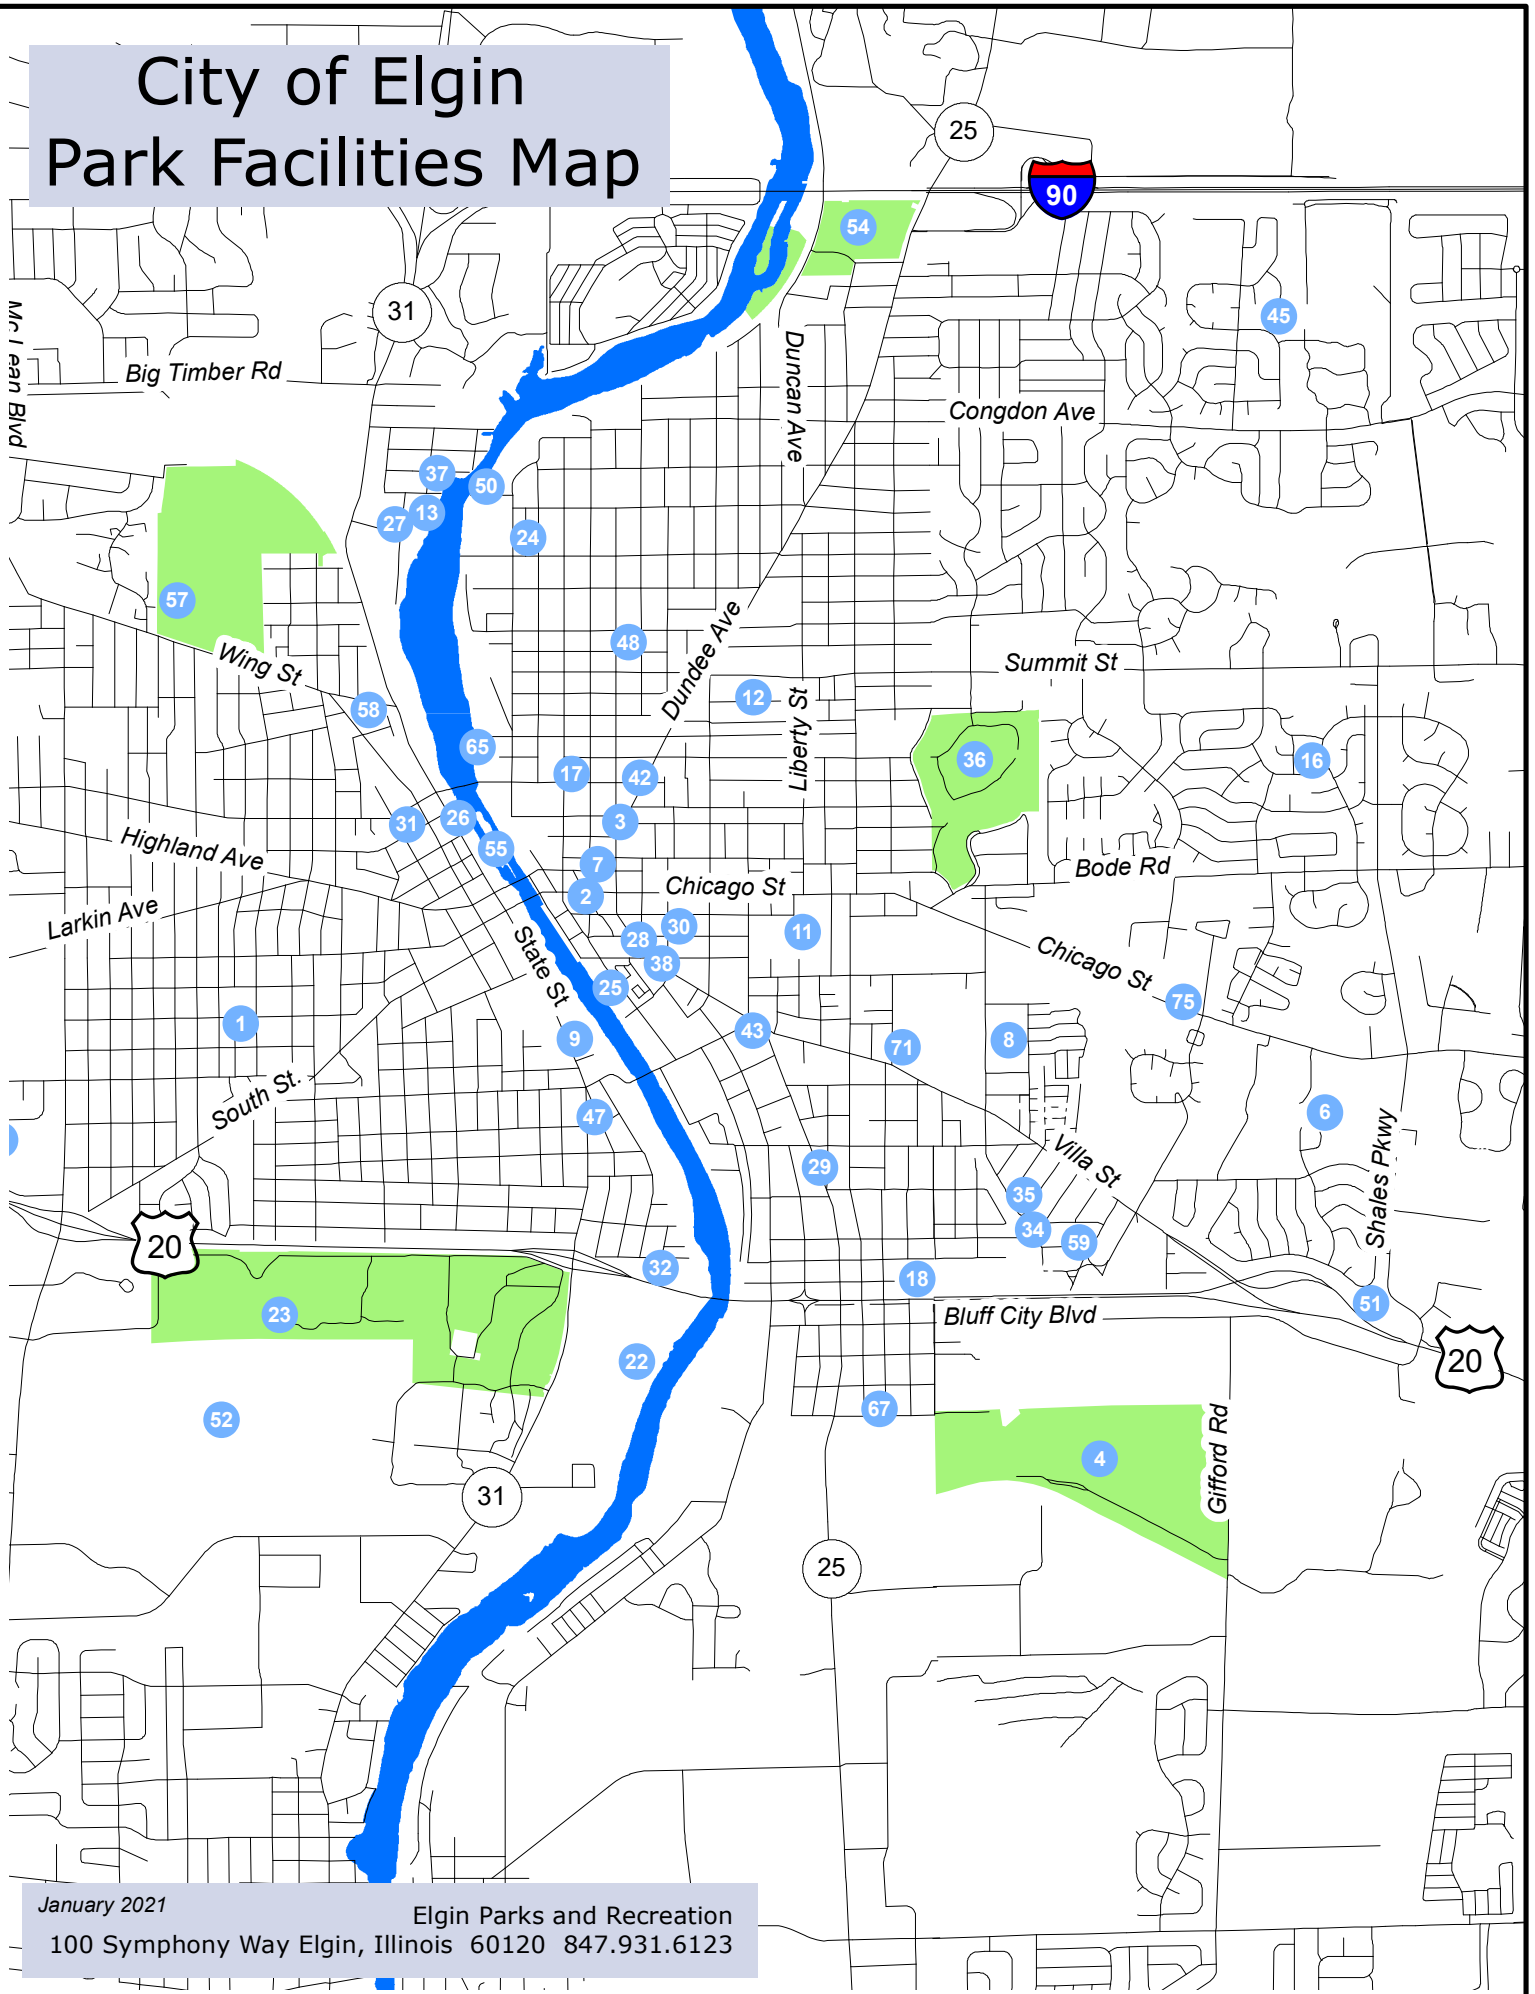 City of Elgin
Park Facilities Map
25
90
54
31
45
Mc Lean Blvd
Big Timber Rd
Duncan Ave
Congdon Ave
37
50
13
27
24
57
48
Dundee Ave
Wing St
Summit St
12
Liberty St
58
65
17
42
36
16
26
31
3
Highland Ave
55
7
Chicago St
Bode Rd
2
Larkin Ave
30
28
11
38
State St
Chicago St
25
75
1
9
43
71
8
South St.
47
6
Shales Pkwy
Villa St
29
35
34
59
20
32
18
51
23
Bluff City Blvd
22
20
52
67
Gifford Rd
4
31
25
January 2021
Elgin Parks and Recreation
100 Symphony Way Elgin, Illinois 60120 847.931.6123